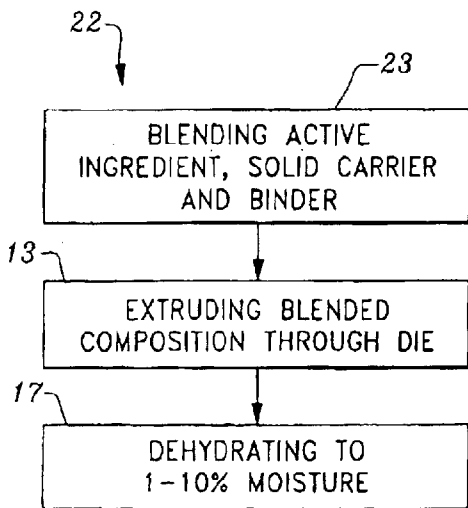 22
23
BLENDING ACTIVE
INGREDIENT, SOLID CARRIER
AND BINDER
13
EXTRUDING BLENDED
COMPOSITION THROUGH DIE
17
DEHYDRATING TO
1-10% MOISTURE